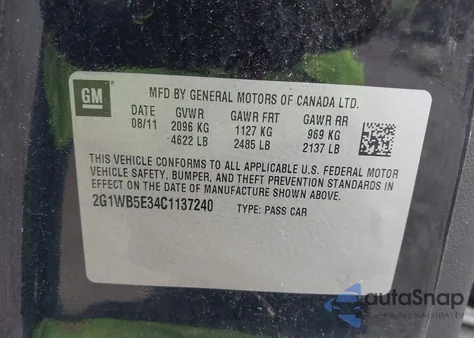 GM
MFD BY GENERAL MOTORS OF CANADA LTD.
DATE GVWR GAWR FRT GAWR RR
08/11 2096 KG 1127 KG 969 KG
4622 LB 2485 LB 2137 LB
THIS VEHICLE CONFORMS TO ALL APPLICABLE U.S. FEDERAL MOTOR
VEHICLE SAFETY, BUMPER, AND THEFT PREVENTION STANDARDS IN
EFFECT ON THE DATE OF MANUFACTURE SHOWN ABOVE.
2G1WB5E34C1137240 TYPE: PASS CAR
autoSnap